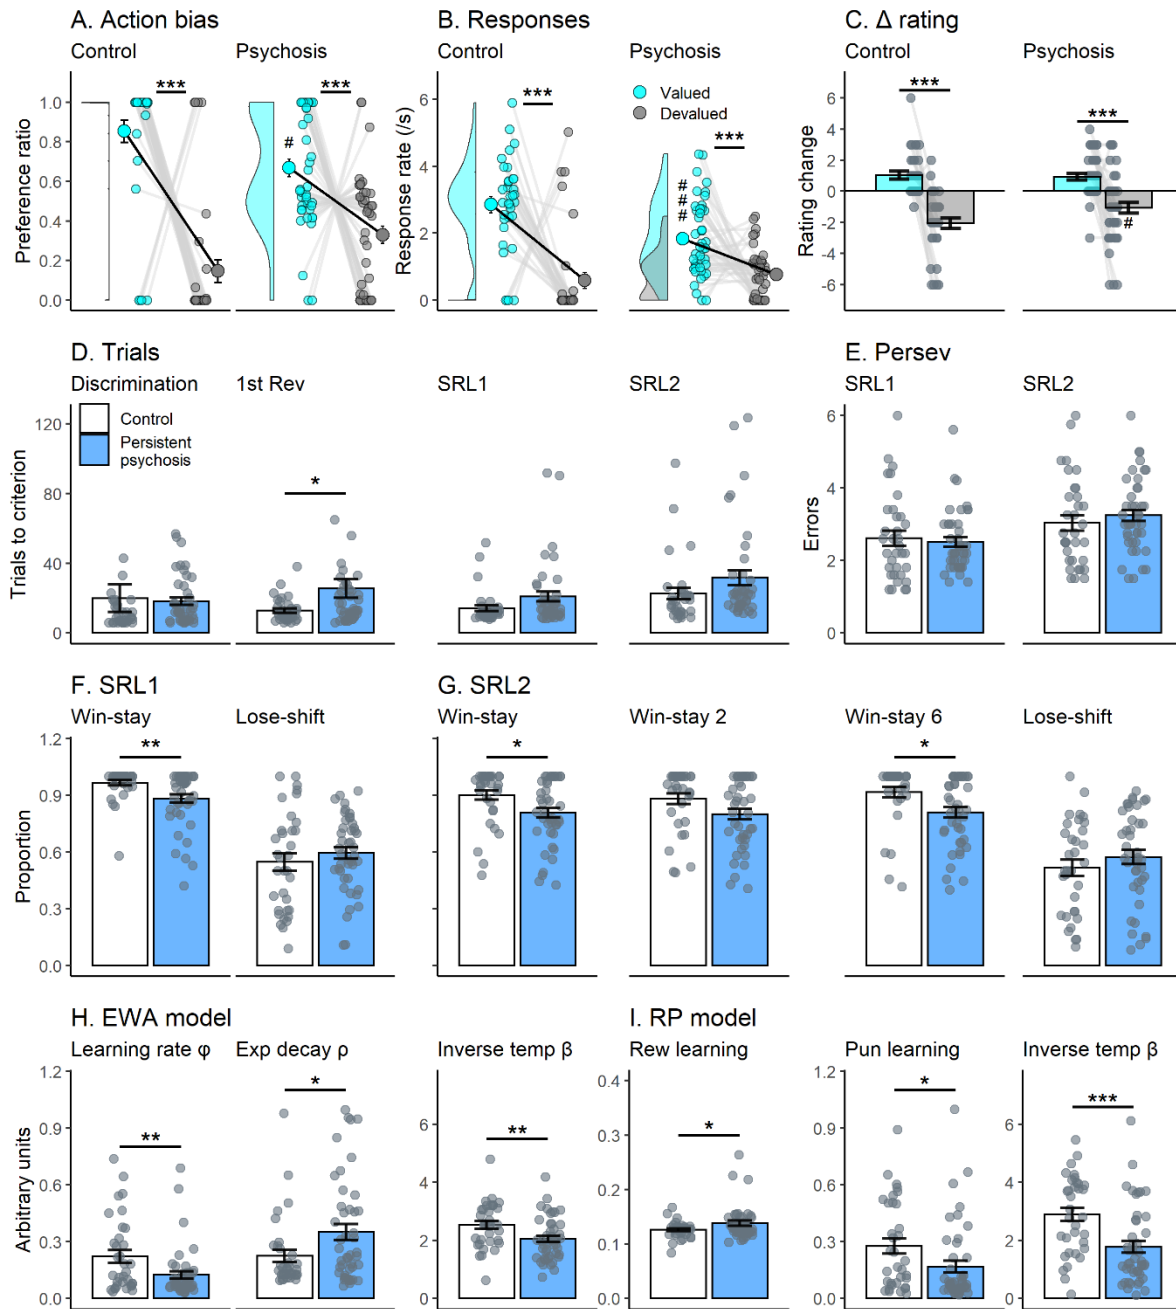 A. Action bias
B. Responses
C. Δ rating
Control
Psychosis
Control
Psychosis
Control
Psychosis
Preference ratio
1.0
0.8
0.6
0.4
0.2
0.0
***
#
***
Response rate (/s)
6
4
2
0
***
Valued
Devalued
###
***
Rating change
6
4
2
0
-2
-4
-6
***
***
#
D. Trials
E. Persev
Discrimination
1st Rev
SRL1
SRL2
SRL1
SRL2
Trials to criterion
120
80
40
0
Control
Persistent
psychosis
*
Errors
6
4
2
0
F. SRL1
G. SRL2
Win-stay
Lose-shift
Win-stay
Win-stay 2
Win-stay 6
Lose-shift
Proportion
1.2
0.9
0.6
0.3
0.0
**
*
*
H. EWA model
I. RP model
Learning rate φ
Exp decay ρ
Inverse temp β
Rew learning
Pun learning
Inverse temp β
Arbitrary units
1.2
0.9
0.6
0.3
0.0
**
*
6
4
2
0
**
0.4
0.3
0.2
0.1
0.0
*
1.2
0.9
0.6
0.3
0.0
*
6
4
2
0
***